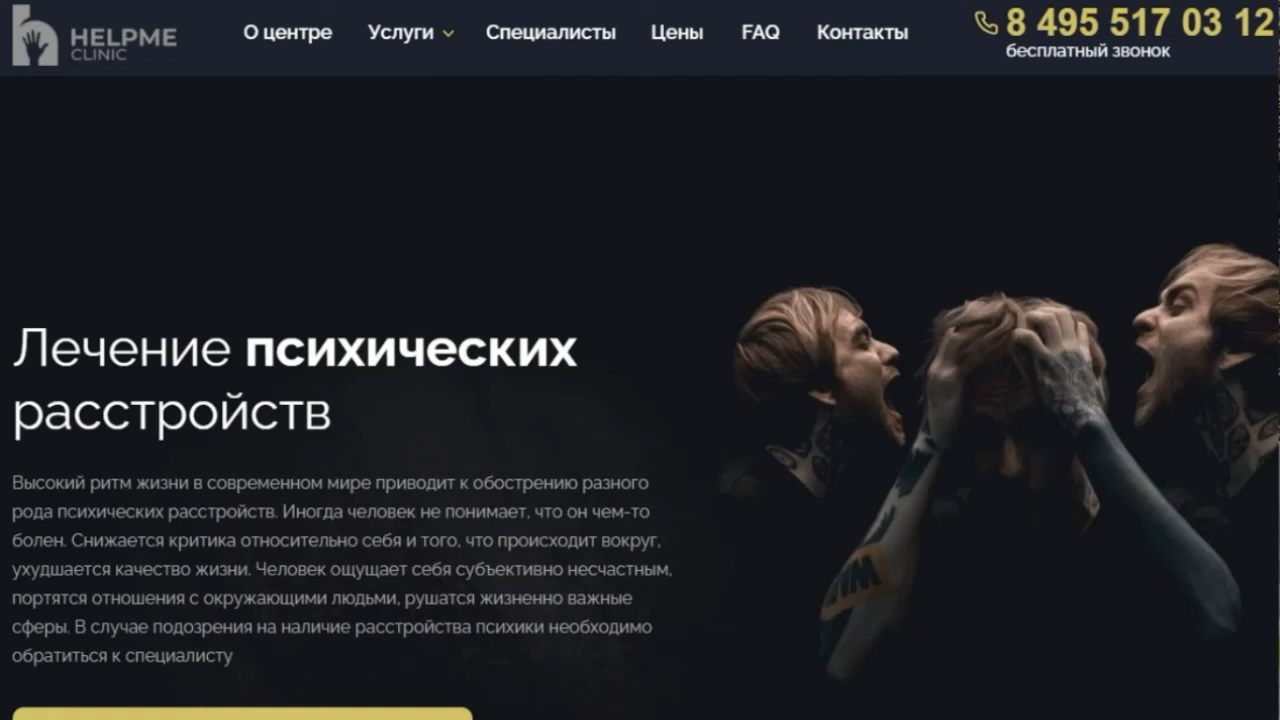 HELPME
CLINIC
О центре
Услуги
Специалисты
Цены
FAQ
Контакты
8 495 517 03 12
бесплатный звонок
Лечение психических
расстройств
Высокий ритм жизни в современном мире приводит к обострению разного
рода психических расстройств. Иногда человек не понимает, что он чем-то
болен. Снижается критика относительно себя и того, что происходит вокруг,
ухудшается качество жизни. Человек ощущает себя субъективно несчастным,
портятся отношения с окружающими людьми, рушатся жизненно важные
сферы. В случае подозрения на наличие расстройства психики необходимо
обратиться к специалисту